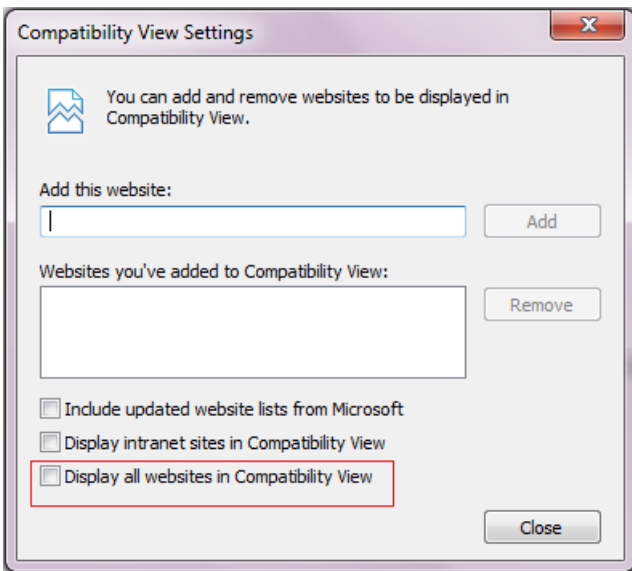 Compatibility View Settings
You can add and remove websites to be displayed in
Compatibility View.
Add this website:
Add
Websites you've added to Compatibility View:
Remove
Include updated website lists from Microsoft
Display intranet sites in Compatibility View
Display all websites in Compatibility View
Close